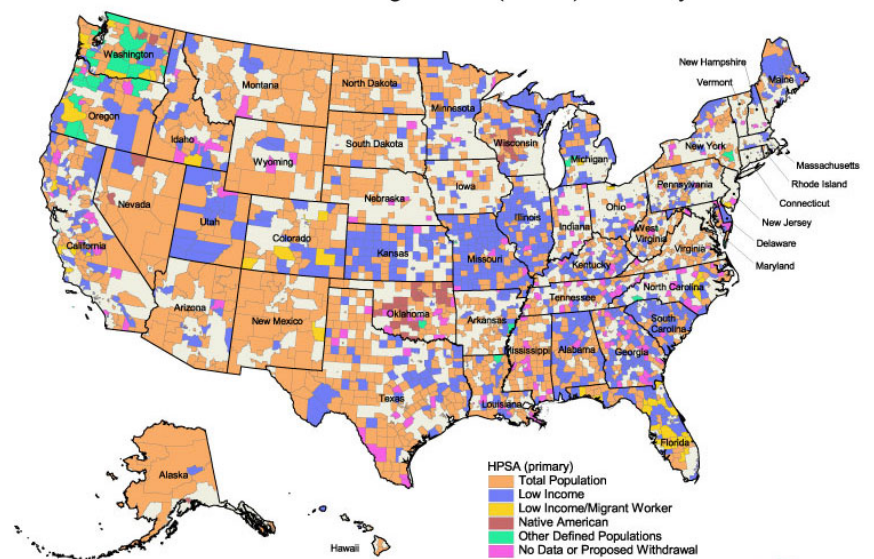 New Hampshire
Washington
Vermont
Maine
Montana
North Dakota
Minnesota
Oregon
Idaho
Wisconsin
New York
South Dakota
Michigan
Wyoming
Massachusetts
Rhode Island
Iowa
Pennsylvania
Connecticut
Nebraska
Nevada
Ohio
Illinois
Indiana
New Jersey
Utah
West
Virginia
Colorado
Delaware
California
Virginia
Kansas
Missouri
Kentucky
Maryland
North Carolina
Tennessee
Arizona
Oklahoma
Arkansas
New Mexico
South
Carolina
Mississippi
Alabama
Georgia
Texas
Louisiana
Florida
Alaska
Hawaii
HPSA (primary)
Total Population
Low Income
Low Income/Migrant Worker
Native American
Other Defined Populations
No Data or Proposed Withdrawal